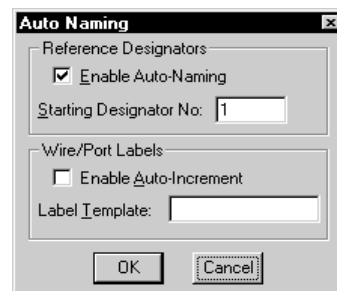 Auto Naming
Reference Designators
Enable Auto-Naming
Starting Designator No: 1
Wire/Port Labels
Enable Auto-Increment
Label Template:
OK Cancel